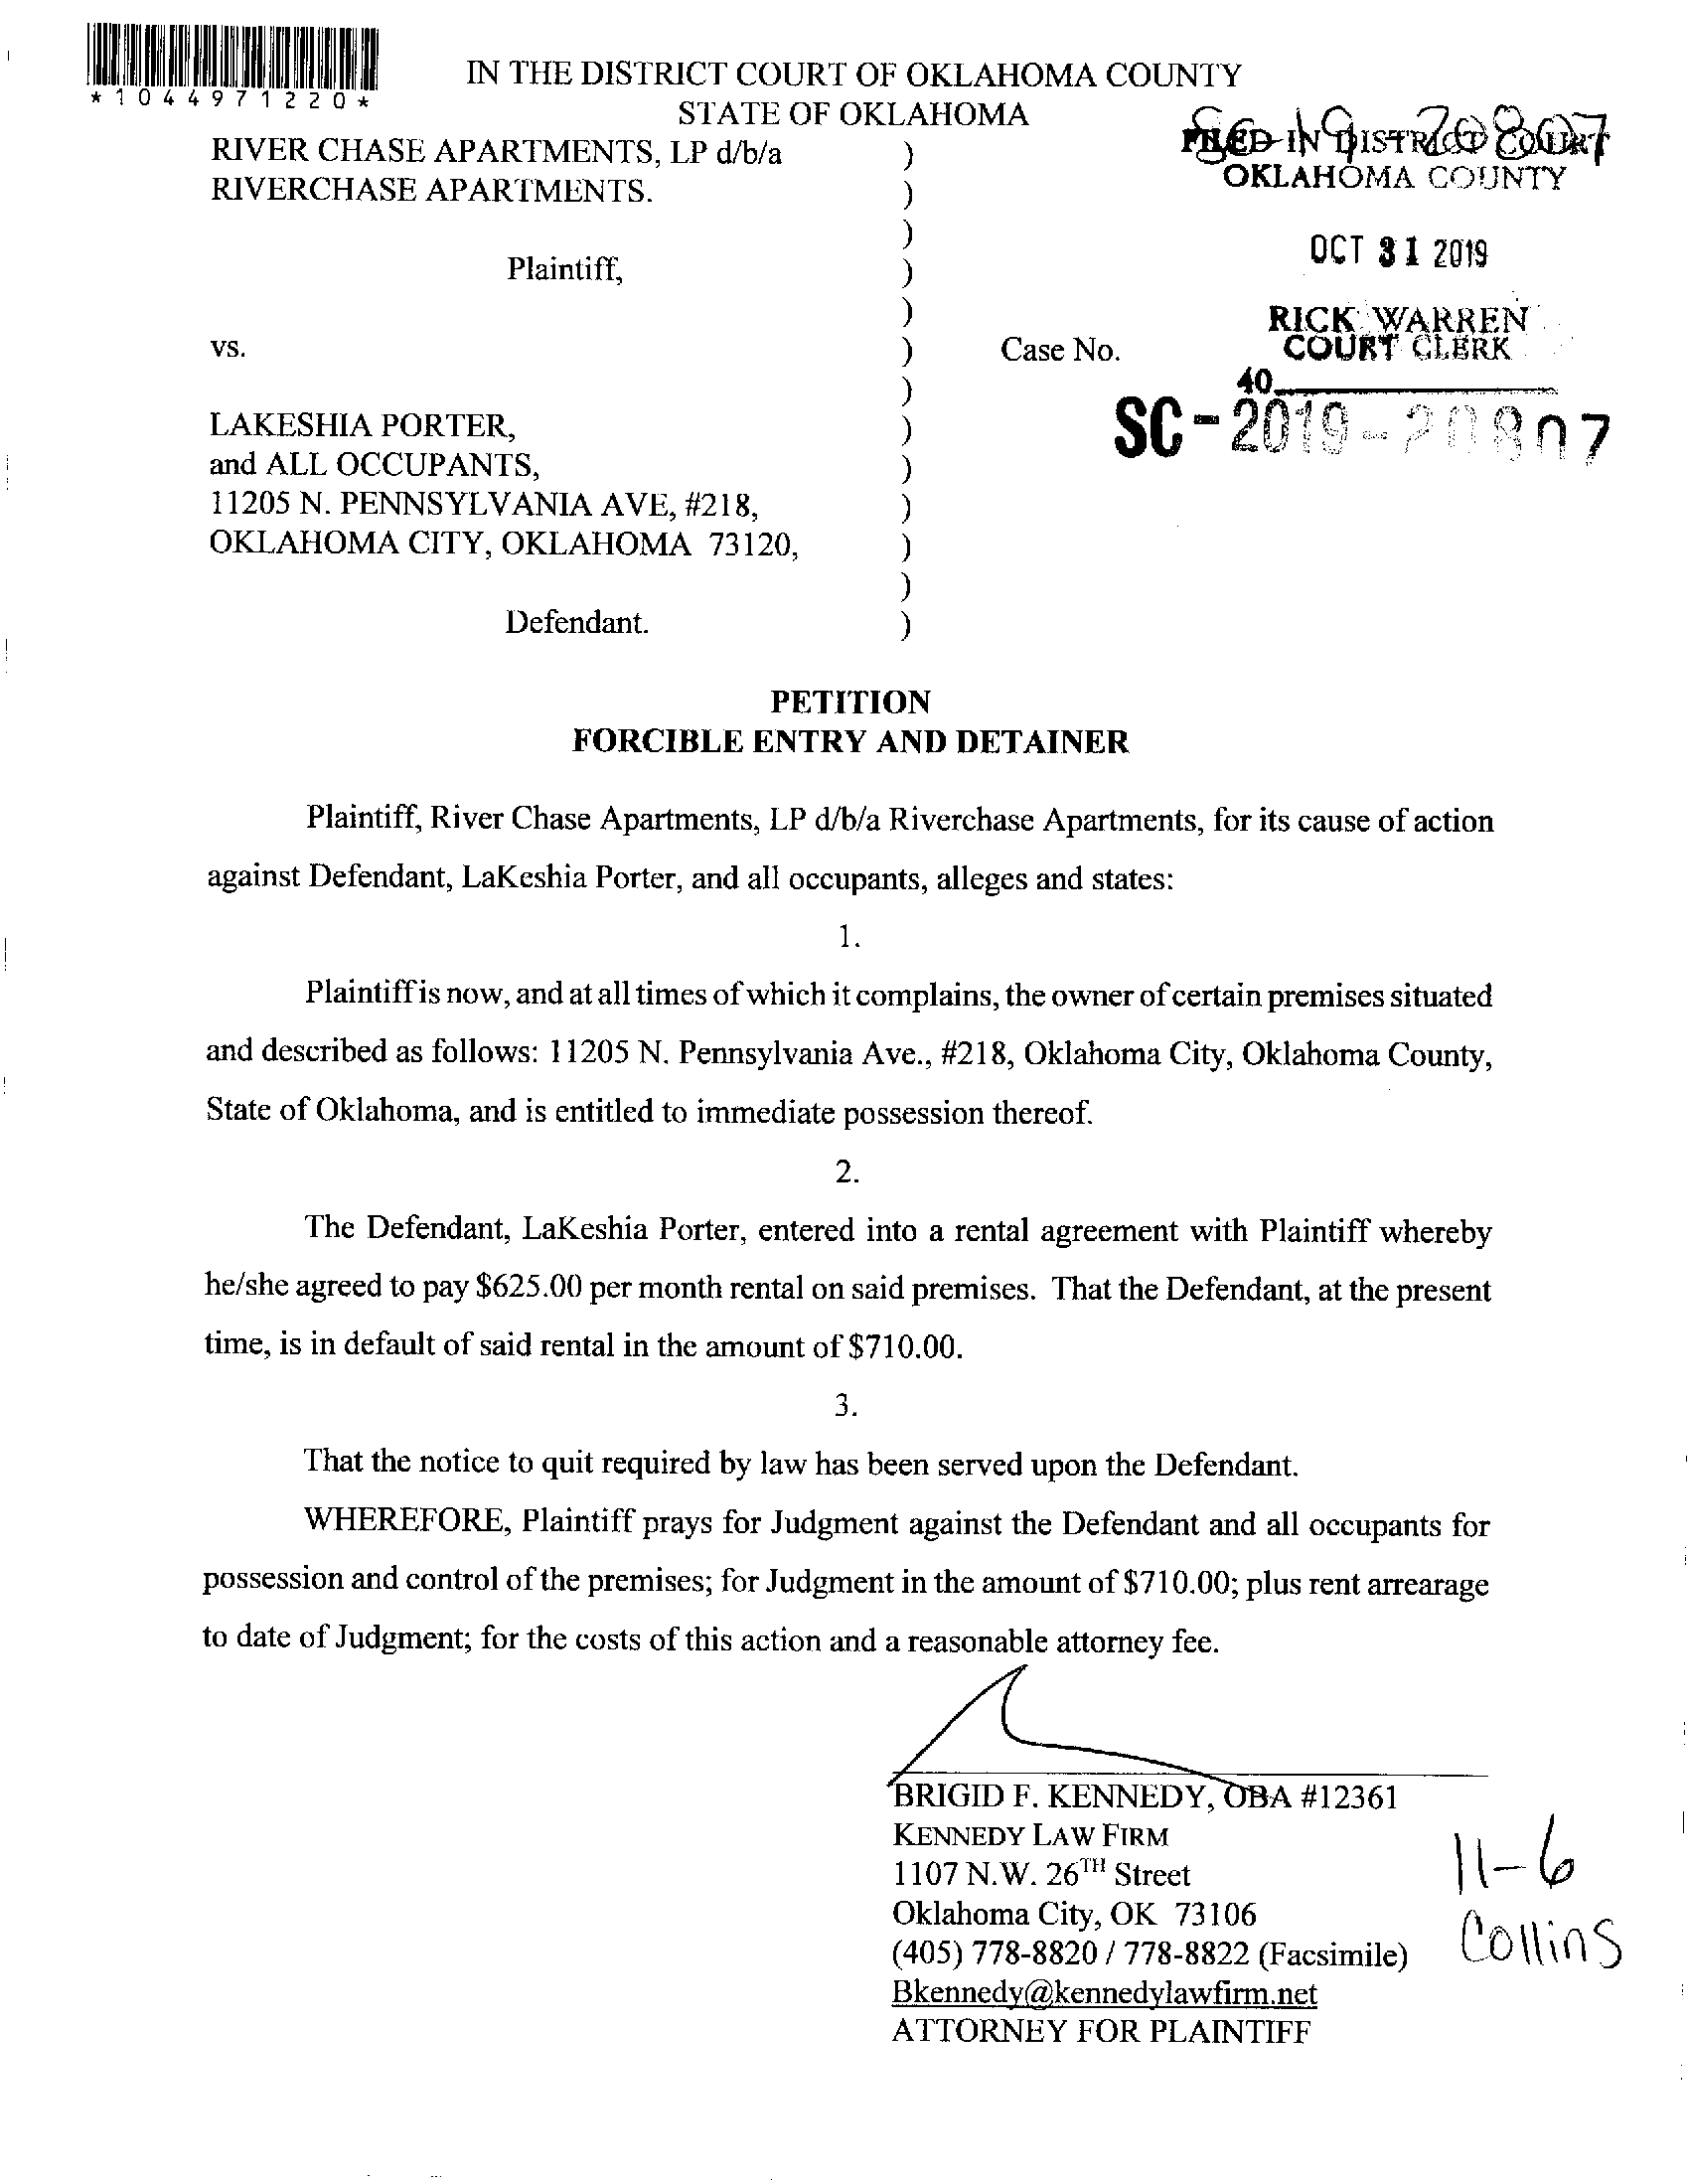 *1044971220*
IN THE DISTRICT COURT OF OKLAHOMA COUNTY
STATE OF OKLAHOMA
SC-19-20807
FILED IN DISTRICT COURT
OKLAHOMA COUNTY
OCT 31 2019
RICK WARREN
COURT CLERK
40
RIVER CHASE APARTMENTS, LP d/b/a )
RIVERCHASE APARTMENTS. )
)
Plaintiff, )
)
vs. ) Case No.
)
SC-2019-20807
LAKESHIA PORTER, )
and ALL OCCUPANTS, )
11205 N. PENNSYLVANIA AVE, #218, )
OKLAHOMA CITY, OKLAHOMA 73120, )
)
Defendant. )
PETITION
FORCIBLE ENTRY AND DETAINER
Plaintiff, River Chase Apartments, LP d/b/a Riverchase Apartments, for its cause of action
against Defendant, LaKeshia Porter, and all occupants, alleges and states:
1.
Plaintiff is now, and at all times of which it complains, the owner of certain premises situated
and described as follows: 11205 N. Pennsylvania Ave., #218, Oklahoma City, Oklahoma County,
State of Oklahoma, and is entitled to immediate possession thereof.
2.
The Defendant, LaKeshia Porter, entered into a rental agreement with Plaintiff whereby
he/she agreed to pay $625.00 per month rental on said premises. That the Defendant, at the present
time, is in default of said rental in the amount of $710.00.
3.
That the notice to quit required by law has been served upon the Defendant.
WHEREFORE, Plaintiff prays for Judgment against the Defendant and all occupants for
possession and control of the premises; for Judgment in the amount of $710.00; plus rent arrearage
to date of Judgment; for the costs of this action and a reasonable attorney fee.
BRIGID F. KENNEDY, OBA #12361
KENNEDY LAW FIRM
1107 N.W. 26TH Street
Oklahoma City, OK 73106
(405) 778-8820 / 778-8822 (Facsimile)
Bkennedy@kennedylawfirm.net
ATTORNEY FOR PLAINTIFF
11-6
Collins